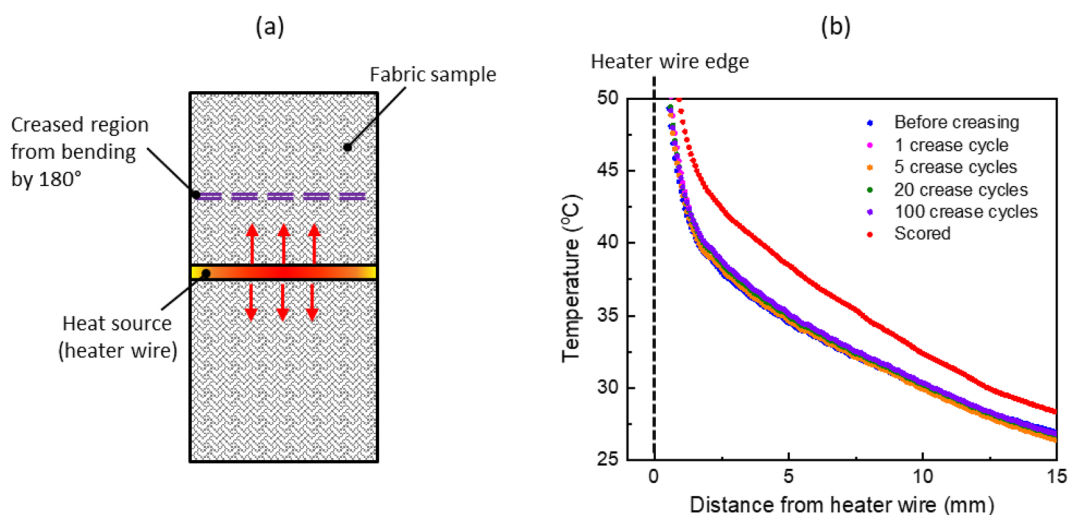 (a)
Fabric sample
Creased region
from bending
by 180°
Heat source
(heater wire)
(b)
Heater wire edge
50
45
40
35
30
25
Temperature (°C)
Before creasing
1 crease cycle
5 crease cycles
20 crease cycles
100 crease cycles
Scored
0
5
10
15
Distance from heater wire (mm)